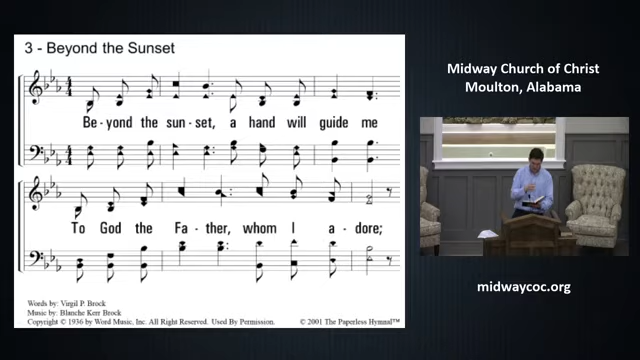 3 - Beyond the Sunset
Be - yond the sun - set, a hand will guide me
To God the Fa - ther, whom I a - dore;
Words by: Virgil P. Brock
Music by: Blanche Kerr Brock
Copyright © 1936 by Word Music, Inc. All Rights Reserved. Used By Permission.
© 2001 The Paperless Hymnal™
Midway Church of Christ
Moulton, Alabama
midwaycoc.org